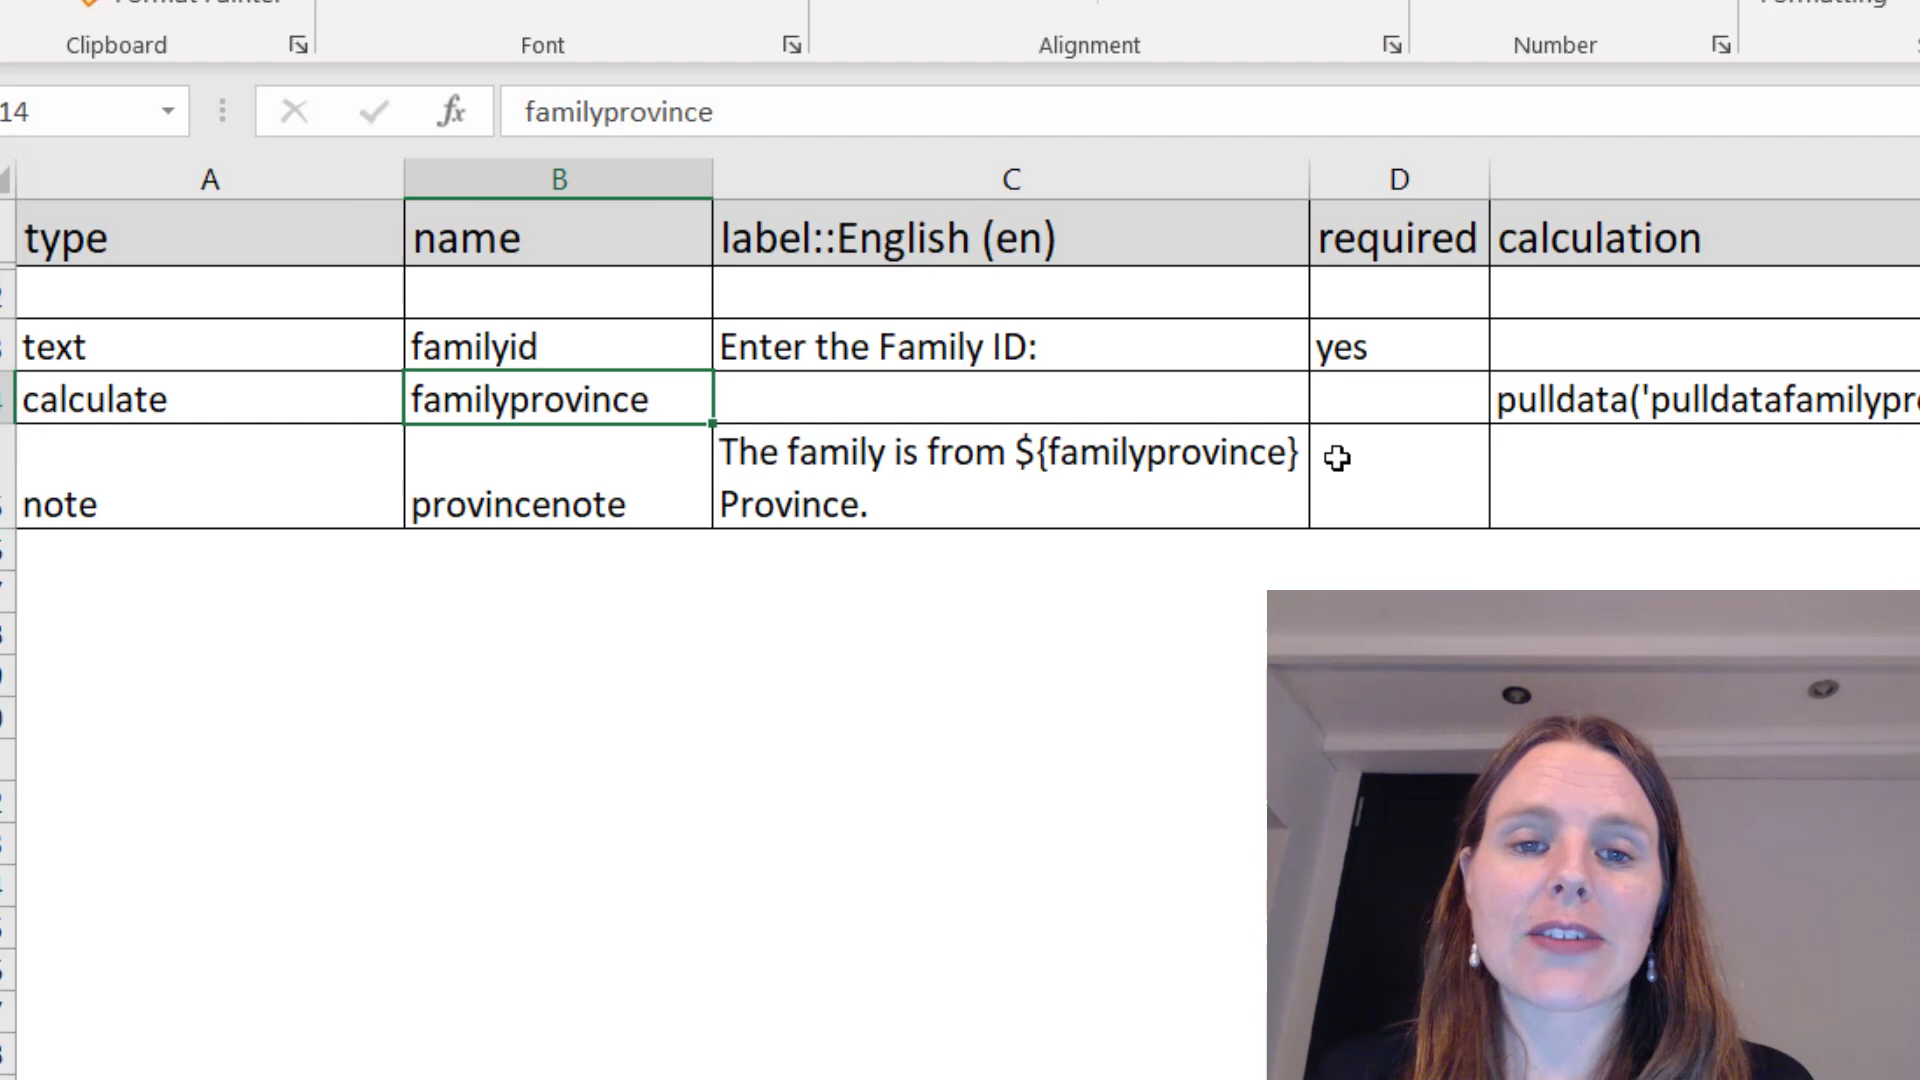 Clipboard Font Alignment Number
14 fx familyprovince
A B C D
type name label::English (en) required calculation
text familyid Enter the Family ID: yes
calculate familyprovince pulldata('pulldatafamilypr
The family is from ${familyprovince}
note provincenote Province.